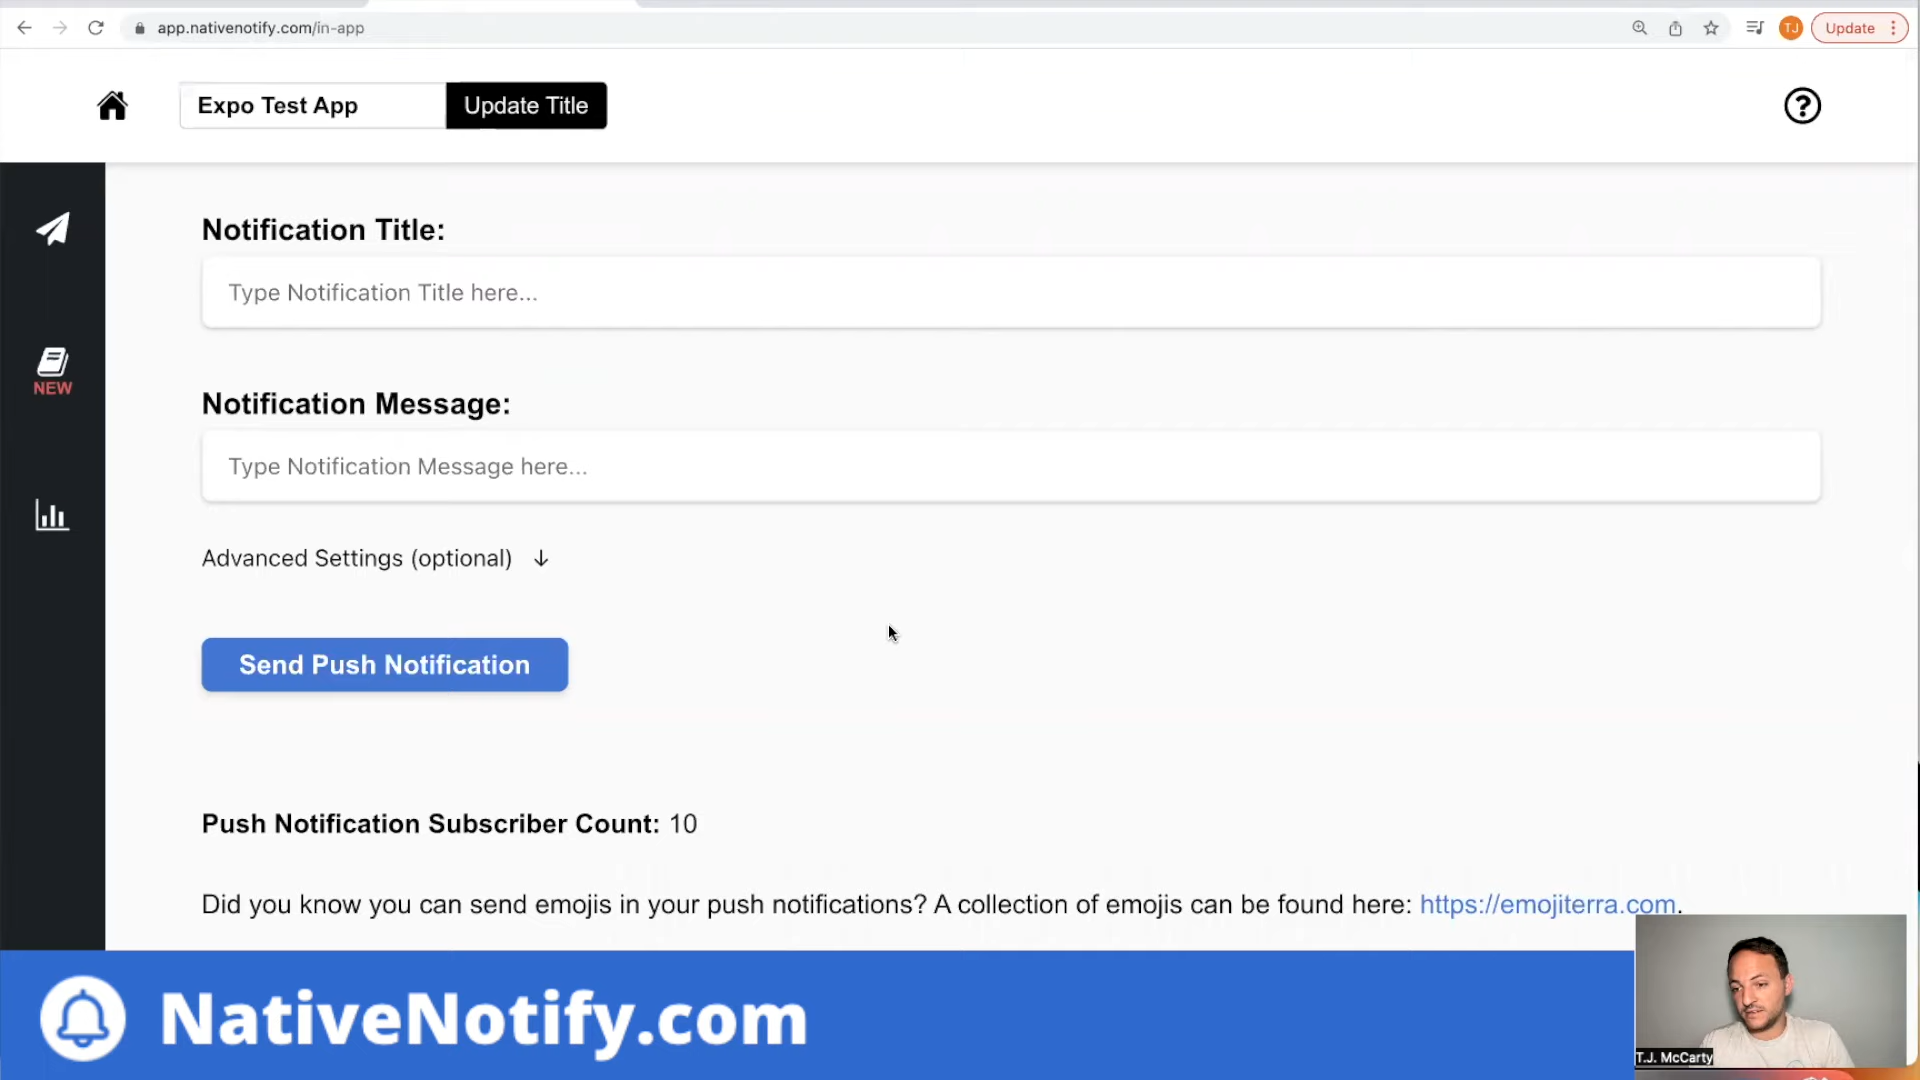 app.nativenotify.com/in-app
TJ
Update
Expo Test App
Update Title
Notification Title:
Type Notification Title here...
NEW
Notification Message:
Type Notification Message here...
Advanced Settings (optional) ↓
Send Push Notification
Push Notification Subscriber Count: 10
Did you know you can send emojis in your push notifications? A collection of emojis can be found here: https://emojiterra.com.
NativeNotify.com
T.J. McCarty